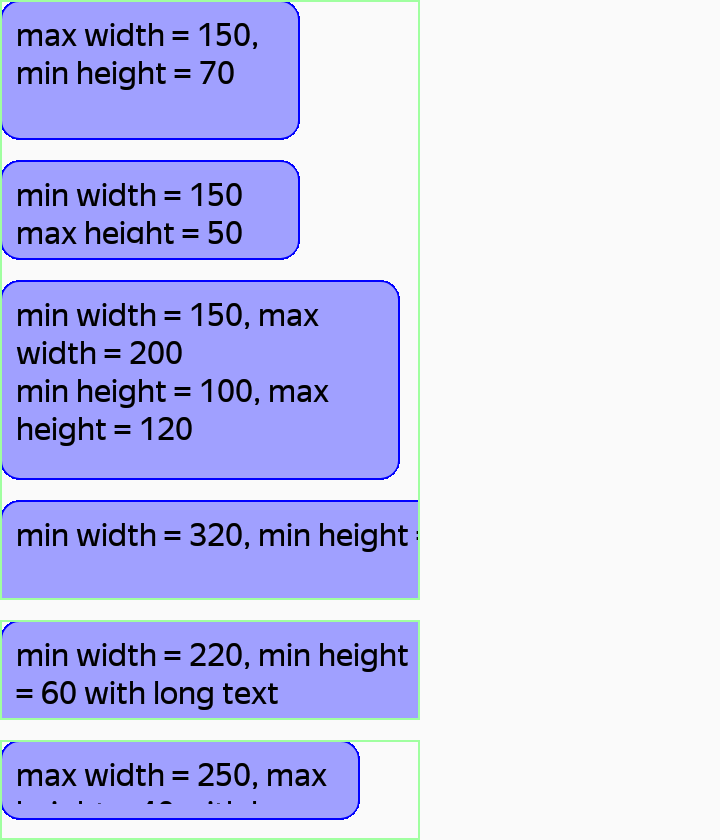 max width = 150,
min height = 70
min width = 150
max height = 50
min width = 150, max
width = 200
min height = 100, max
height = 120
min width = 320, min height
min width = 220, min height
= 60 with long text
max width = 250, max